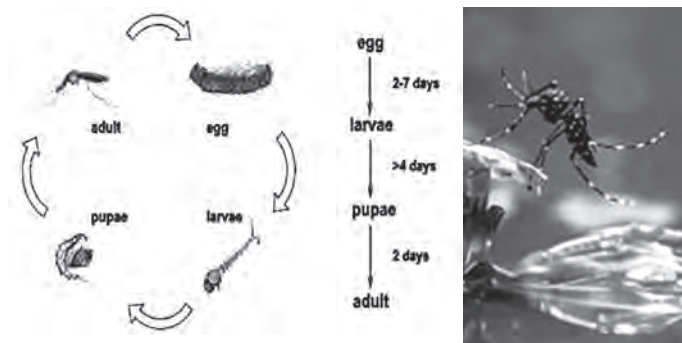 adult
egg
pupae
larvae
egg
2-7 days
larvae
>4 days
pupae
2 days
adult